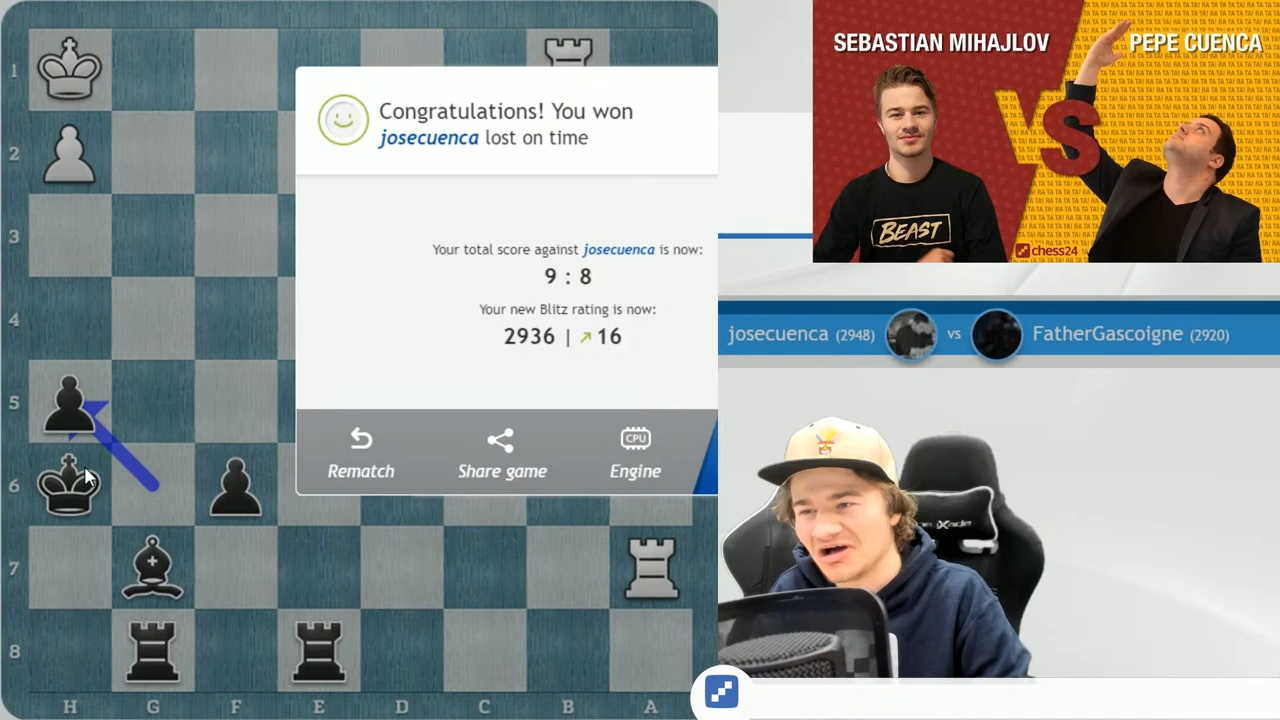 1
2
3
4
5
6
7
8
H G F E D C B A
Congratulations! You won
josecuenca lost on time
Your total score against josecuenca is now:
9 : 8
Your new Blitz rating is now:
2936 | ↗ 16
Rematch
Share game
CPU
Engine
SEBASTIAN MIHAJLOV
PEPE CUENCA
VS
BEAST
chess24
josecuenca (2948) vs FatherGascoigne (2920)